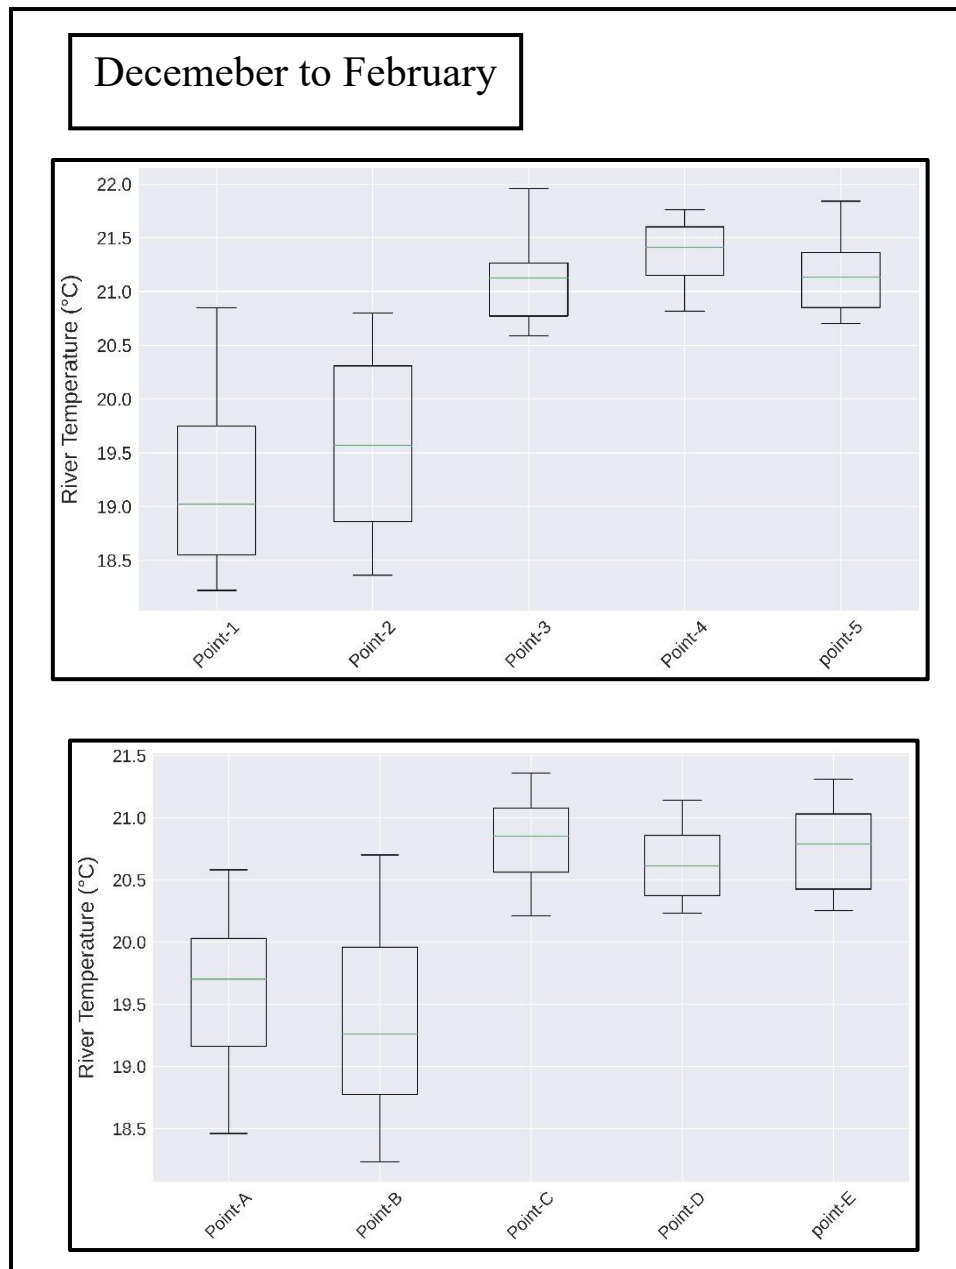 Decemeber to February
22.0
21.5
21.0
20.5
20.0
19.5
19.0
18.5
River Temperature (°C)
Point-1
Point-2
Point-3
Point-4
point-5
21.5
21.0
20.5
20.0
19.5
19.0
18.5
River Temperature (°C)
Point-A
Point-B
Point-C
Point-D
point-E